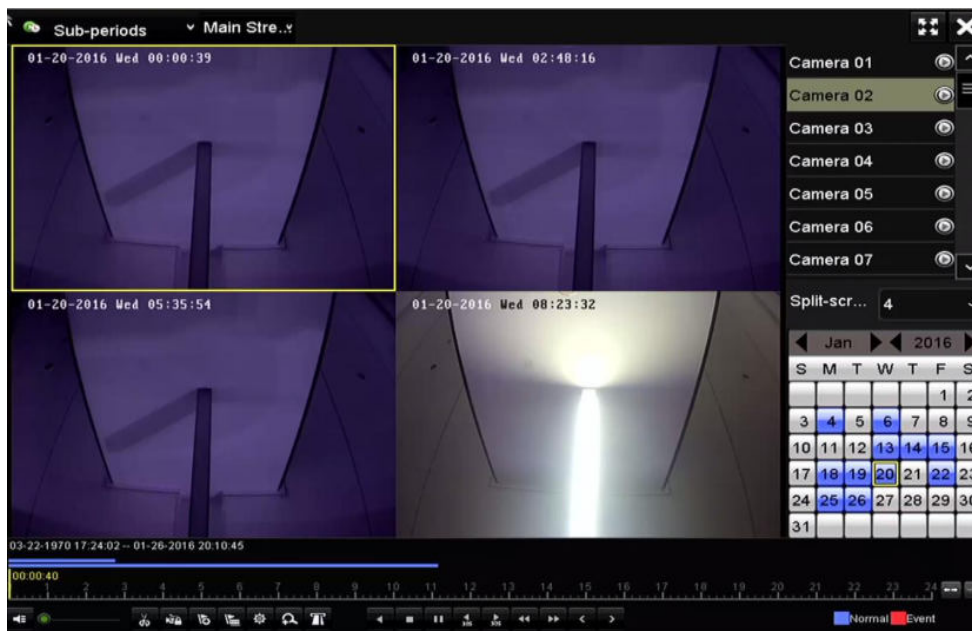 Sub-periods Main Stre..
01-20-2016 Wed 00:00:39
01-20-2016 Wed 02:48:16
01-20-2016 Wed 05:35:54
01-20-2016 Wed 08:23:32
Camera 01
Camera 02
Camera 03
Camera 04
Camera 05
Camera 06
Camera 07
Split-scr... 4
Jan 2016
S M T W T F S
1 2
3 4 5 6 7 8 9
10 11 12 13 14 15 16
17 18 19 20 21 22 23
24 25 26 27 28 29 30
31
03-22-1970 17:24:02 -- 01-26-2016 20:10:45
00:00:40
1 2 3 4 5 6 7 8 9 10 11 12 13 14 15 16 17 18 19 20 21 22 23 24
Normal Event